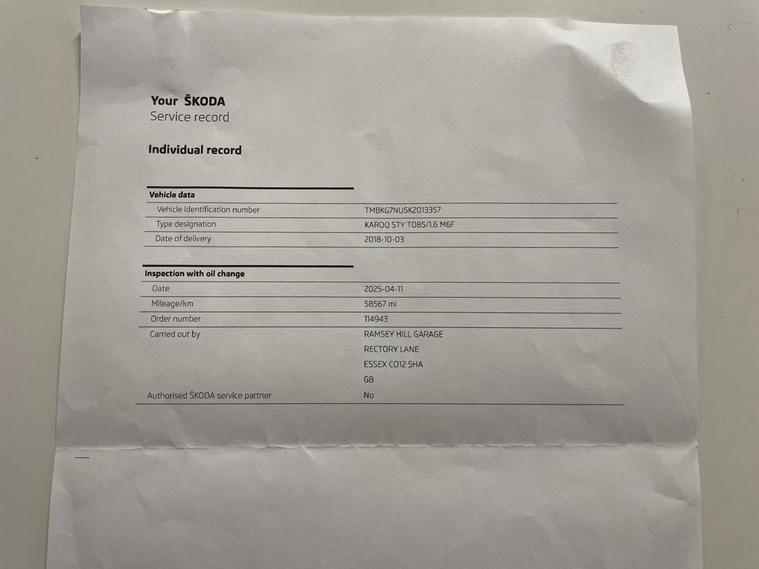 Your ŠKODA
Service record
Individual record
Vehicle data
Vehicle Identification number TMBKG7NU5K2013357
Type designation KAROQ STY TD85/1.6 M6F
Date of delivery 2018-10-03
Inspection with oil change
Date 2025-04-11
Mileage/km 58567 mi
Order number 114943
Carried out by RAMSEY HILL GARAGE
RECTORY LANE
ESSEX CO12 5HA
GB
Authorised ŠKODA service partner No